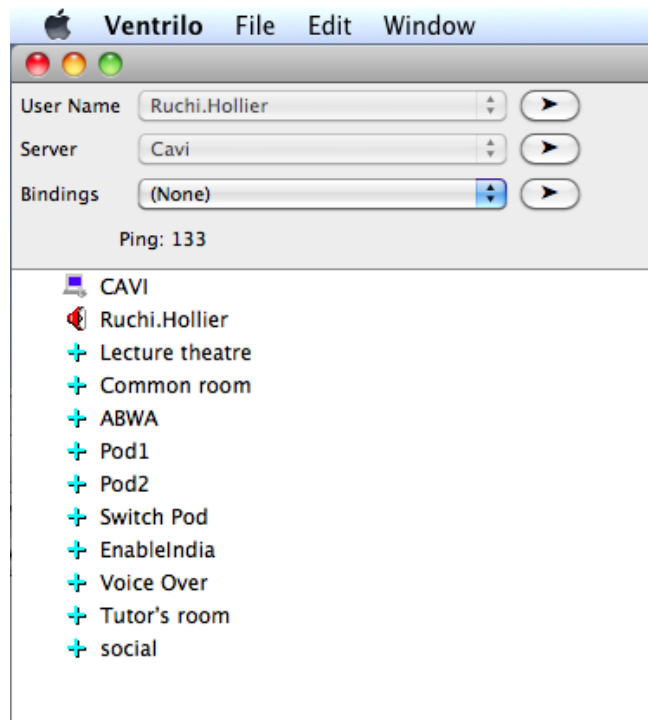 Ventrilo File Edit Window
User Name Ruchi.Hollier
Server Cavi
Bindings (None)
Ping: 133
CAVI
Ruchi.Hollier
Lecture theatre
Common room
ABWA
Pod1
Pod2
Switch Pod
EnableIndia
Voice Over
Tutor's room
social